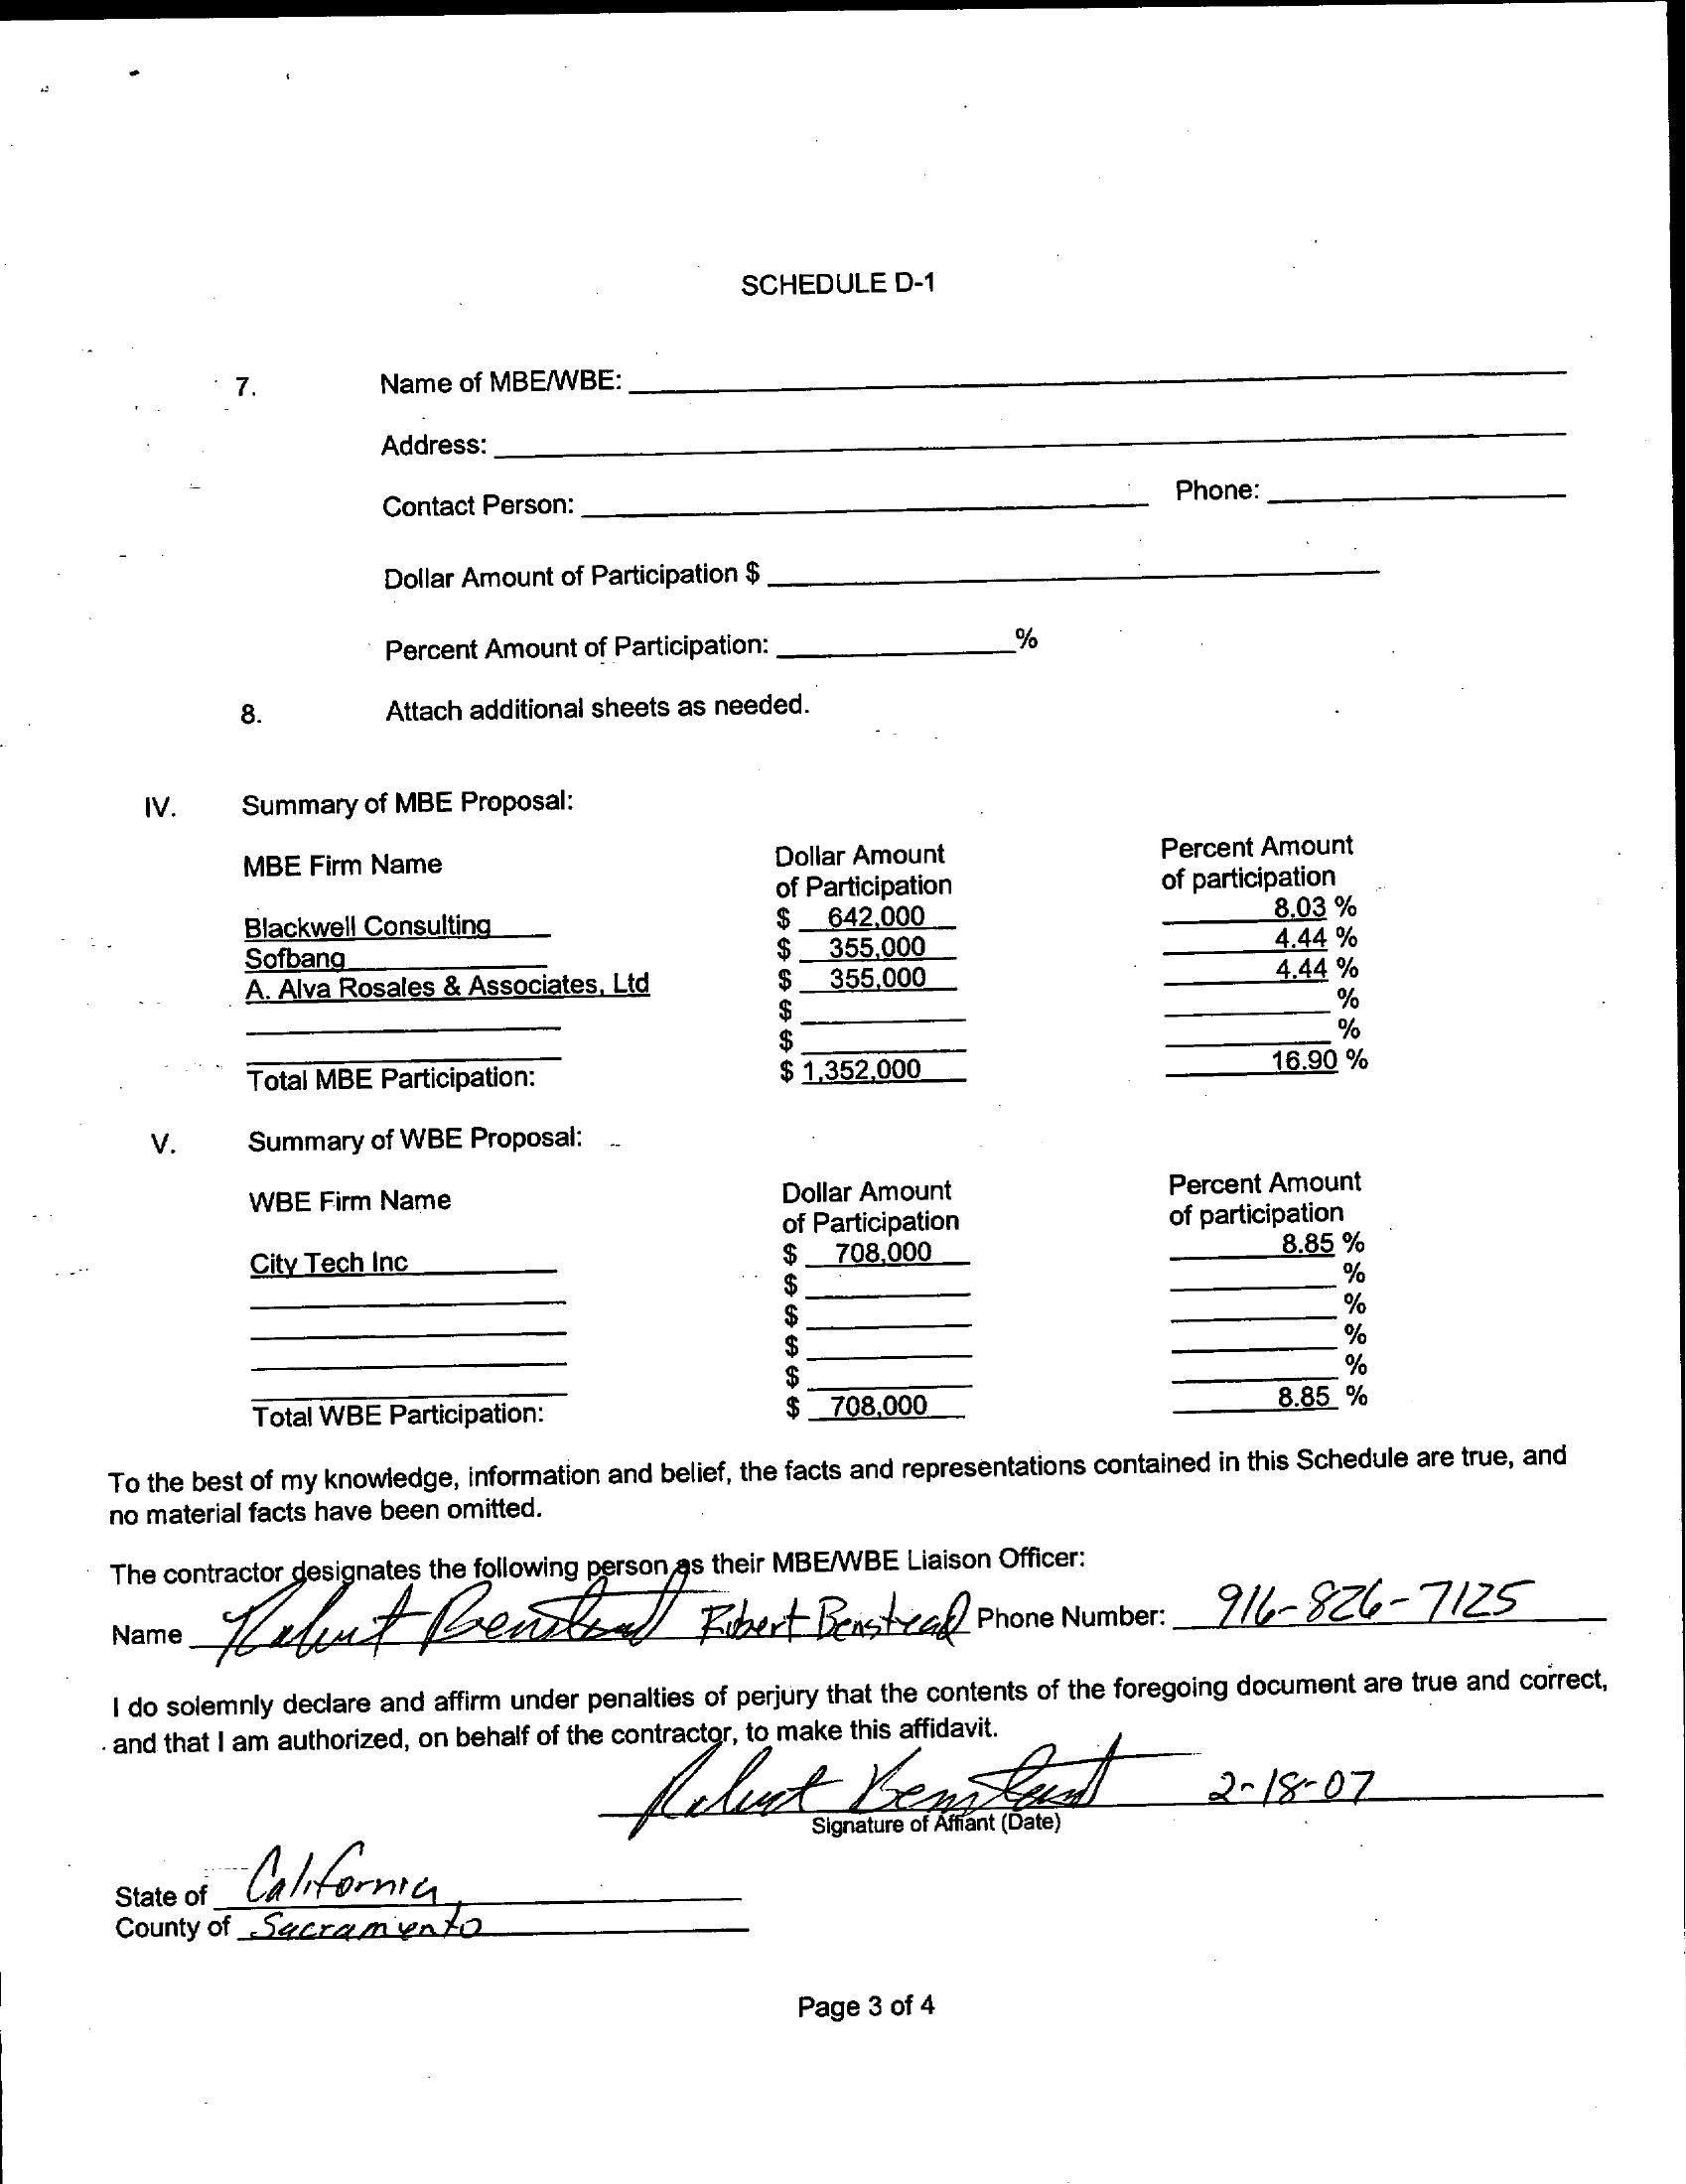 SCHEDULE D-1
7. Name of MBE/WBE:
Address:
Contact Person: Phone:
Dollar Amount of Participation $
Percent Amount of Participation: %
8. Attach additional sheets as needed.
IV. Summary of MBE Proposal:
MBE Firm Name Dollar Amount of Participation Percent Amount of participation
Blackwell Consulting $ 642,000 8.03 %
Sofbang $ 355,000 4.44 %
A. Alva Rosales & Associates, Ltd $ 355,000 4.44 %
$ %
$ %
Total MBE Participation: $ 1,352,000 16.90 %
V. Summary of WBE Proposal:
WBE Firm Name Dollar Amount of Participation Percent Amount of participation
City Tech Inc $ 708,000 8.85 %
$ %
$ %
$ %
$ %
Total WBE Participation: $ 708,000 8.85 %
To the best of my knowledge, information and belief, the facts and representations contained in this Schedule are true, and
no material facts have been omitted.
The contractor designates the following person as their MBE/WBE Liaison Officer:
Name Robert Benstead Robert Benstead Phone Number: 916-826-7125
I do solemnly declare and affirm under penalties of perjury that the contents of the foregoing document are true and correct,
and that I am authorized, on behalf of the contractor, to make this affidavit.
Robert Benstead 2-18-07
Signature of Affiant (Date)
State of California
County of Sacramento
Page 3 of 4